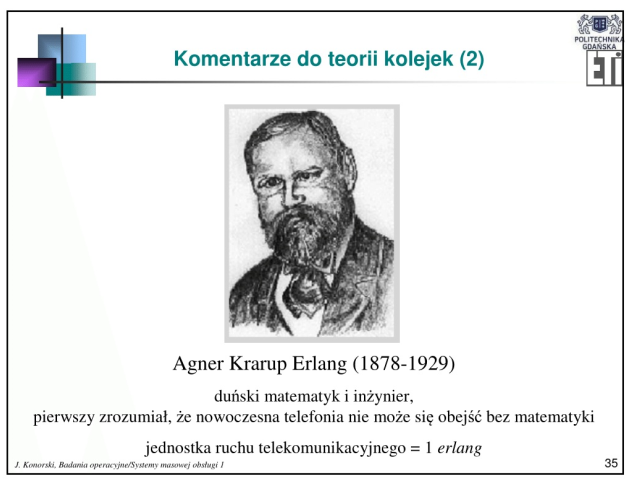 Komentarze do teorii kolejek (2)
POLITECHNIKA
GDAŃSKA
ETI
Agner Krarup Erlang (1878-1929)
duński matematyk i inżynier,
pierwszy zrozumiał, że nowoczesna telefonia nie może się obejść bez matematyki
jednostka ruchu telekomunikacyjnego = 1 erlang
J. Konorski, Badania operacyjne/Systemy masowej obsługi 1
35